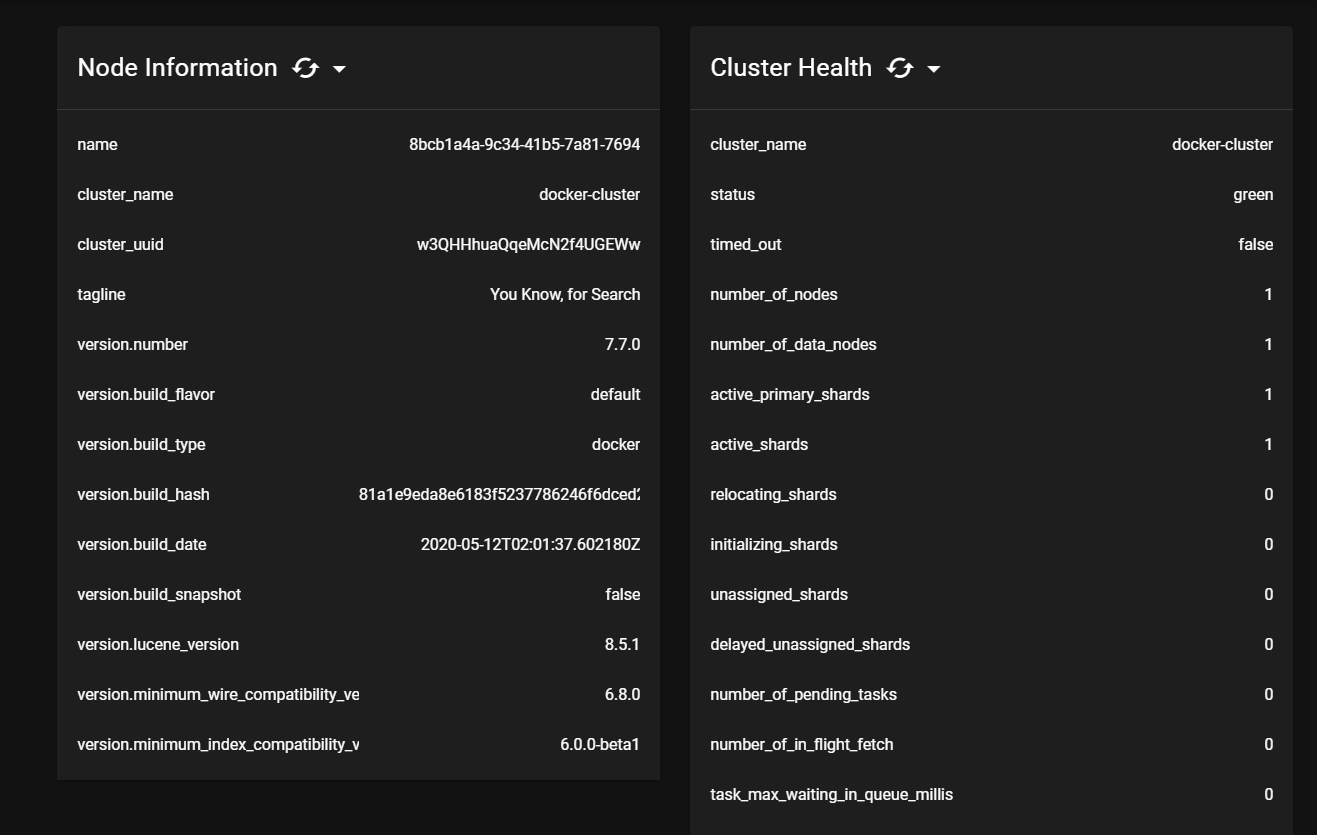 Node Information
name 8bcb1a4a-9c34-41b5-7a81-7694
cluster_name docker-cluster
cluster_uuid w3QHHhuaQqeMcN2f4UGEWw
tagline You Know, for Search
version.number 7.7.0
version.build_flavor default
version.build_type docker
version.build_hash 81a1e9eda8e6183f5237786246f6dced2
version.build_date 2020-05-12T02:01:37.602180Z
version.build_snapshot false
version.lucene_version 8.5.1
version.minimum_wire_compatibility_ve 6.8.0
version.minimum_index_compatibility_v 6.0.0-beta1
Cluster Health
cluster_name docker-cluster
status green
timed_out false
number_of_nodes 1
number_of_data_nodes 1
active_primary_shards 1
active_shards 1
relocating_shards 0
initializing_shards 0
unassigned_shards 0
delayed_unassigned_shards 0
number_of_pending_tasks 0
number_of_in_flight_fetch 0
task_max_waiting_in_queue_millis 0